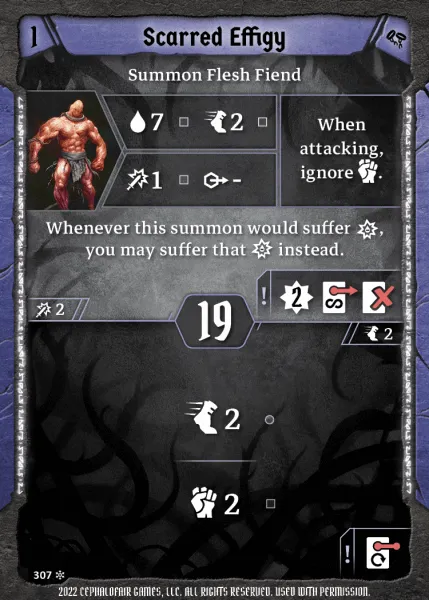 1
Scarred Effigy
Summon Flesh Fiend
7
2
1
-
When
attacking,
ignore .
Whenever this summon would suffer ,
you may suffer that instead.
! 2
2
19
2
2
2
!
307
2022 CEPHALOFAIR GAMES, LLC. ALL RIGHTS RESERVED. USED WITH PERMISSION.